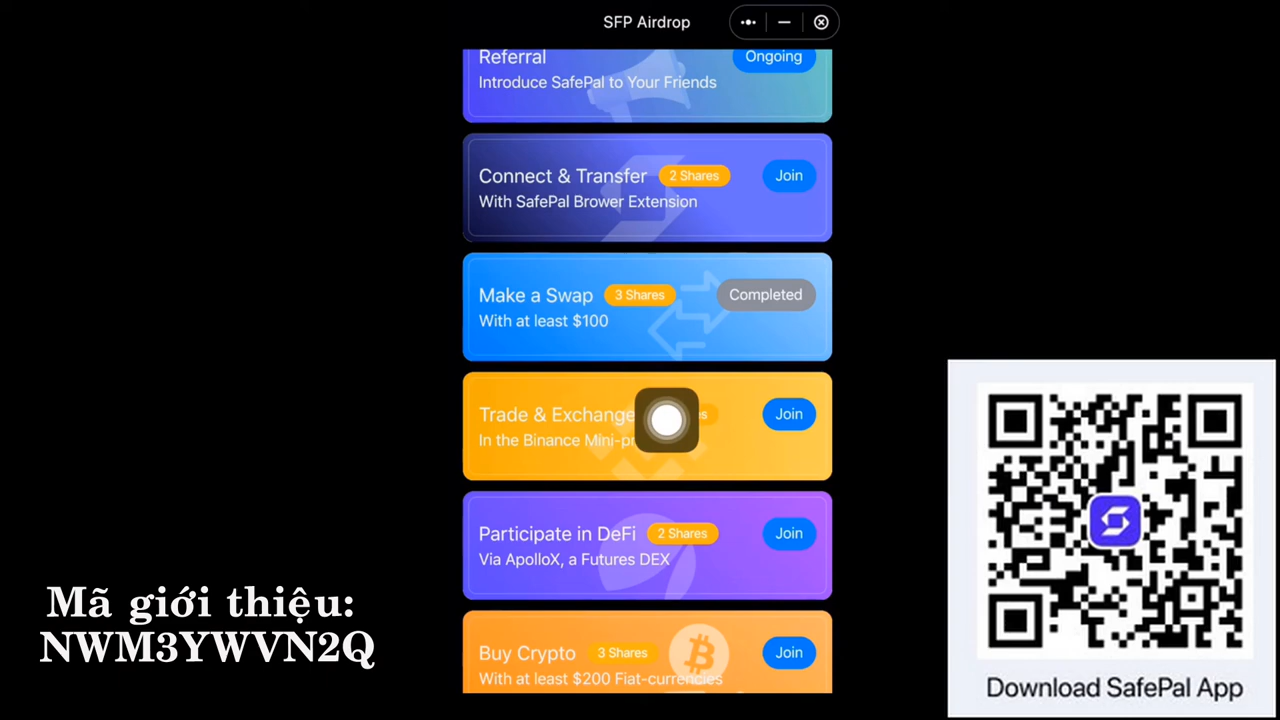 SFP Airdrop
Referral
Ongoing
Introduce SafePal to Your Friends
Connect & Transfer 2 Shares Join
With SafePal Brower Extension
Make a Swap 3 Shares Completed
With at least $100
Trade & Exchange Join
In the Binance
Participate in DeFi 2 Shares Join
Via ApolloX, a Futures DEX
Buy Crypto 3 Shares Join
With at least $200 Fiat-currencies
Mã giới thiệu:
NWM3YWVN2Q
Download SafePal App